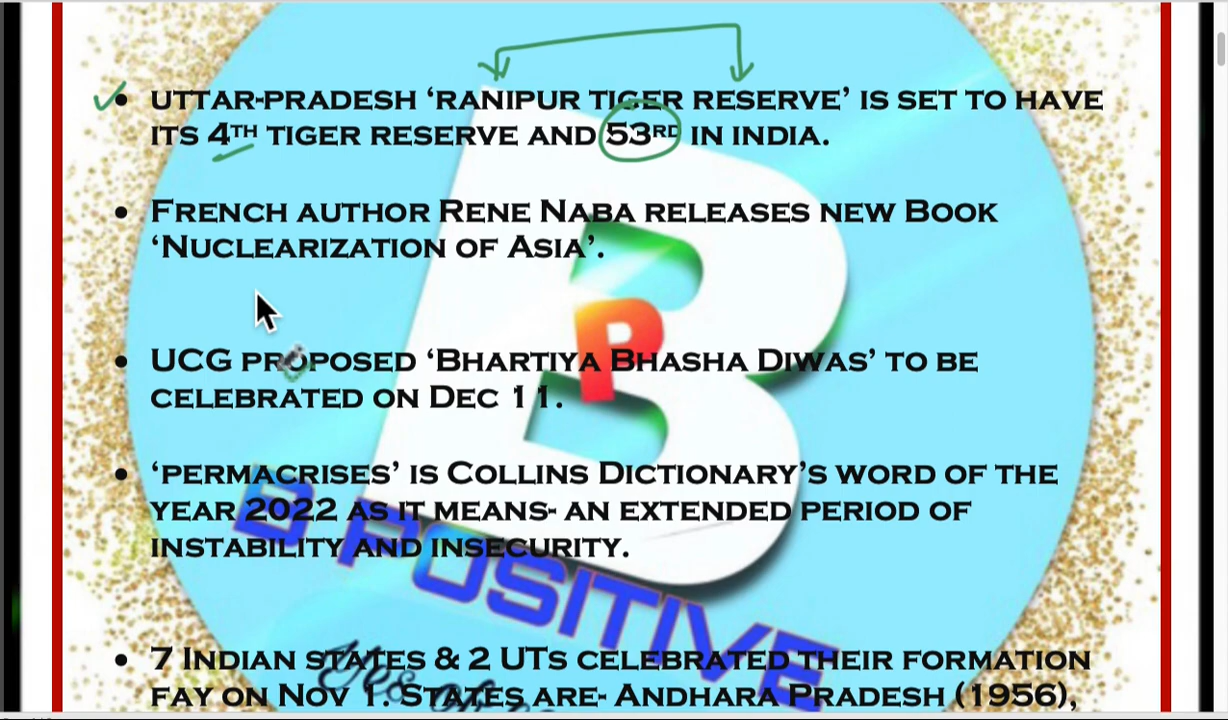 • UTTAR-PRADESH ‘RANIPUR TIGER RESERVE’ IS SET TO HAVE
ITS 4TH TIGER RESERVE AND 53RD IN INDIA.
• FRENCH AUTHOR RENE NABA RELEASES NEW BOOK
‘NUCLEARIZATION OF ASIA’.
• UCG PROPOSED ‘BHARTIYA BHASHA DIWAS’ TO BE
CELEBRATED ON DEC 11.
• ‘PERMACRISES’ IS COLLINS DICTIONARY’S WORD OF THE
YEAR 2022 AS IT MEANS- AN EXTENDED PERIOD OF
INSTABILITY AND INSECURITY.
• 7 INDIAN STATES & 2 UTS CELEBRATED THEIR FORMATION
FAY ON NOV 1. STATES ARE- ANDHARA PRADESH (1956),
B
P
B POSITIVE